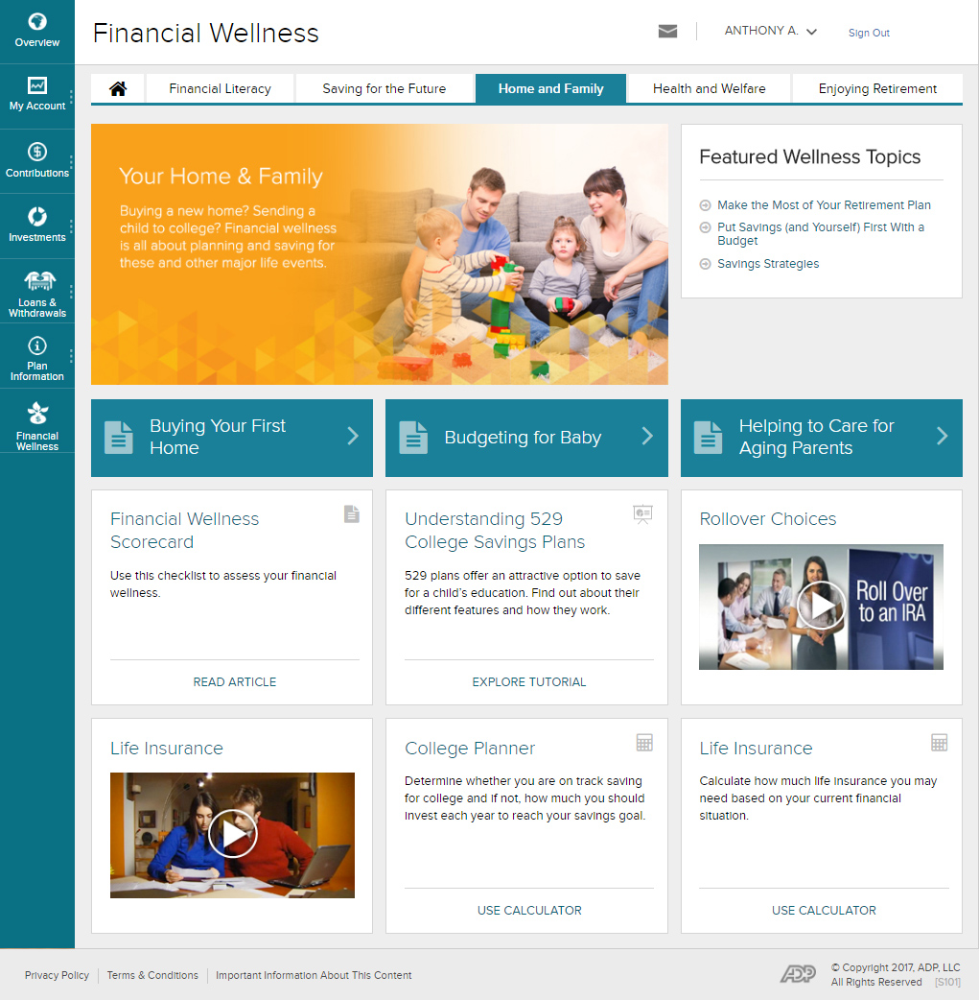 Overview
My Account
Contributions
Investments
Loans &
Withdrawals
Plan
Information
Financial
Wellness
Financial Wellness
ANTHONY A.
Sign Out
Financial Literacy
Saving for the Future
Home and Family
Health and Welfare
Enjoying Retirement
Your Home & Family
Buying a new home? Sending a
child to college? Financial wellness
is all about planning and saving for
these and other major life events.
Featured Wellness Topics
Make the Most of Your Retirement Plan
Put Savings (and Yourself) First With a
Budget
Savings Strategies
Buying Your First
Home
Budgeting for Baby
Helping to Care for
Aging Parents
Financial Wellness
Scorecard
Use this checklist to assess your financial
wellness.
READ ARTICLE
Understanding 529
College Savings Plans
529 plans offer an attractive option to save
for a child's education. Find out about their
different features and how they work.
EXPLORE TUTORIAL
Rollover Choices
Roll Over
to an IRA
Life Insurance
College Planner
Determine whether you are on track saving
for college and if not, how much you should
invest each year to reach your savings goal.
USE CALCULATOR
Life Insurance
Calculate how much life insurance you may
need based on your current financial
situation.
USE CALCULATOR
Privacy Policy
Terms & Conditions
Important Information About This Content
ADP
© Copyright 2017, ADP, LLC
All Rights Reserved [S101]